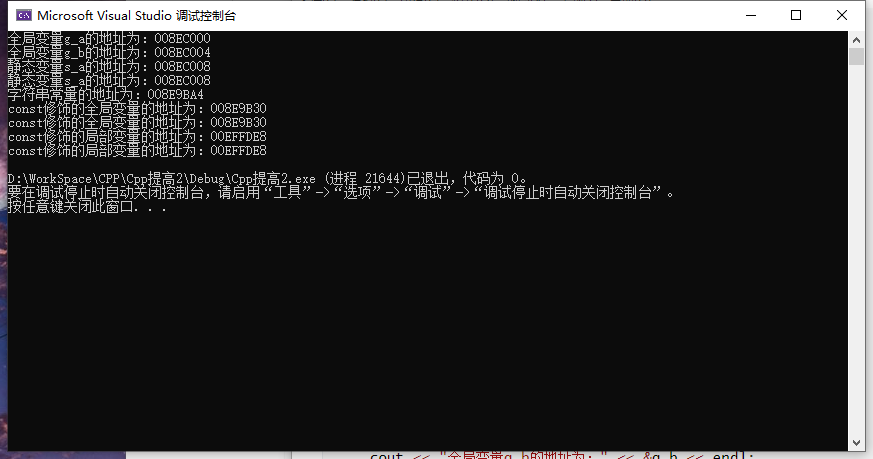 Microsoft Visual Studio 调试控制台
全局变量g_a的地址为：008EC000
全局变量g_b的地址为：008EC004
静态变量s_a的地址为：008EC008
静态变量s_a的地址为：008EC008
字符串常量的地址为：008E9BA4
const修饰的全局变量的地址为：008E9B30
const修饰的全局变量的地址为：008E9B30
const修饰的局部变量的地址为：00EFFDE8
const修饰的局部变量的地址为：00EFFDE8
D:\WorkSpace\CPP\Cpp提高2\Debug\Cpp提高2.exe (进程 21644)已退出，代码为 0。
要在调试停止时自动关闭控制台，请启用“工具”->“选项”->“调试”->“调试停止时自动关闭控制台”。
按任意键关闭此窗口. . .
cout << "全局变量g_b的地址为：" << &g_b << endl;